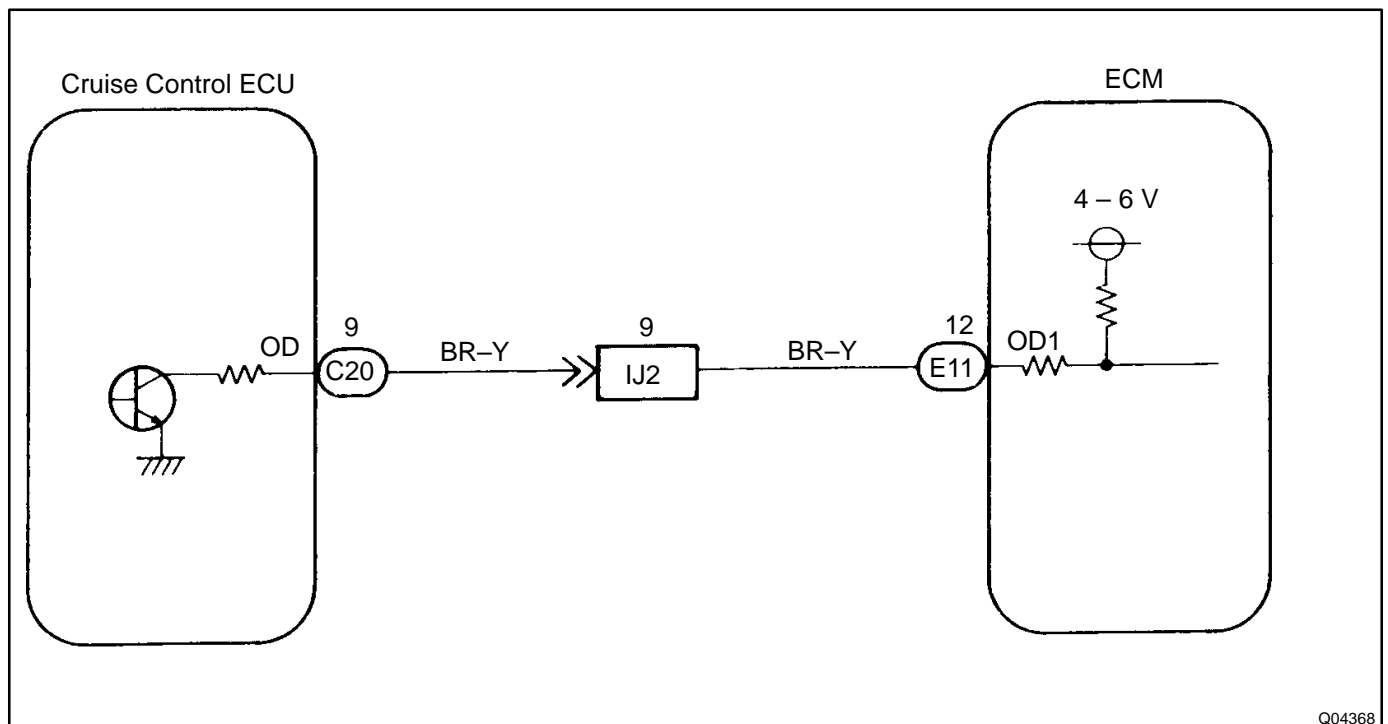 Cruise Control ECU
ECM
4 – 6 V
OD
9
C20
BR–Y
9
IJ2
BR–Y
12
E11
OD1
Q04368